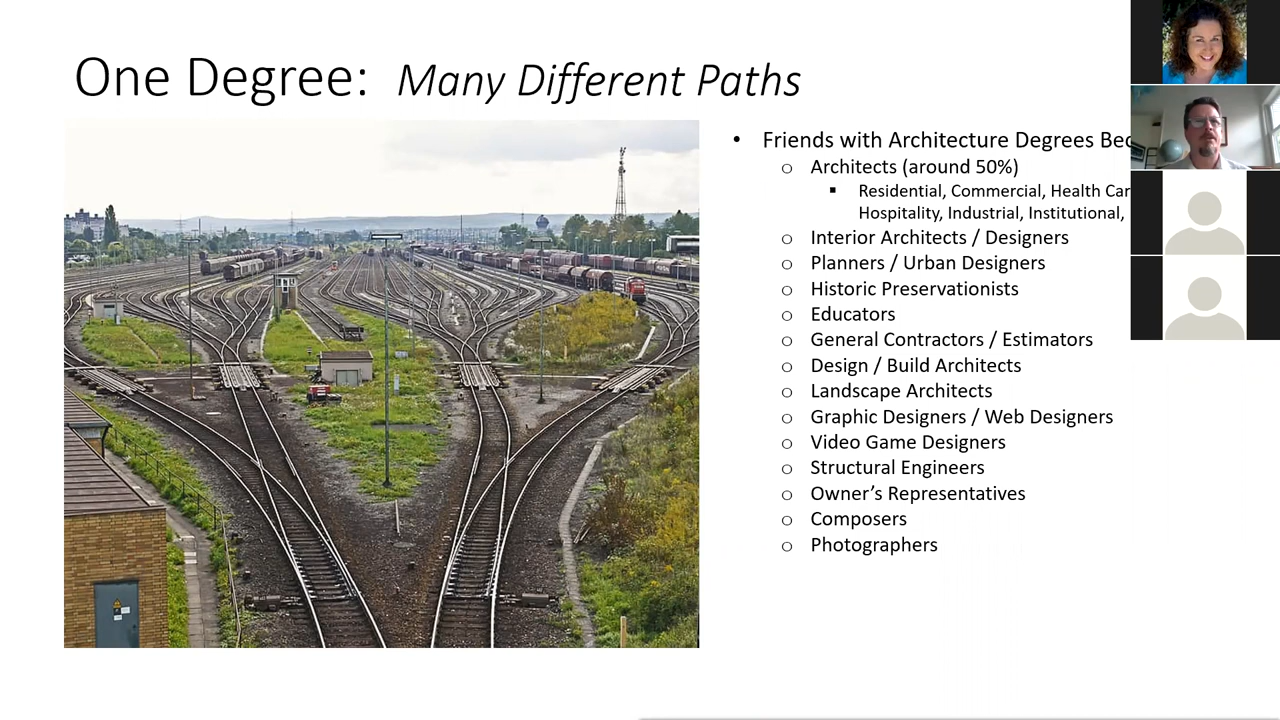 One Degree: Many Different Paths
• Friends with Architecture Degrees
o Architects (around 50%)
▪ Residential, Commercial, Health
Hospitality, Industrial, Institutional,
o Interior Architects / Designers
o Planners / Urban Designers
o Historic Preservationists
o Educators
o General Contractors / Estimators
o Design / Build Architects
o Landscape Architects
o Graphic Designers / Web Designers
o Video Game Designers
o Structural Engineers
o Owner’s Representatives
o Composers
o Photographers